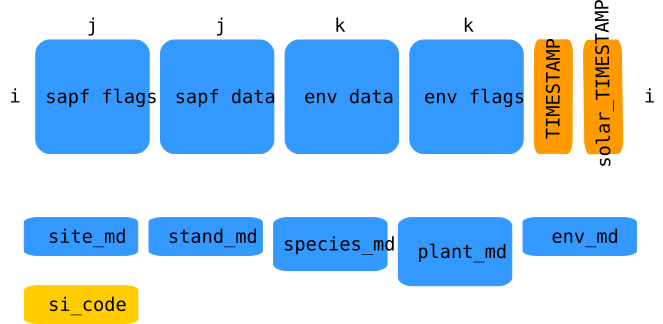 j j k k
i sapf flags sapf data env data env flags TIMESTAMP solar_TIMESTAMP i
site_md stand_md species_md plant_md env_md
si_code